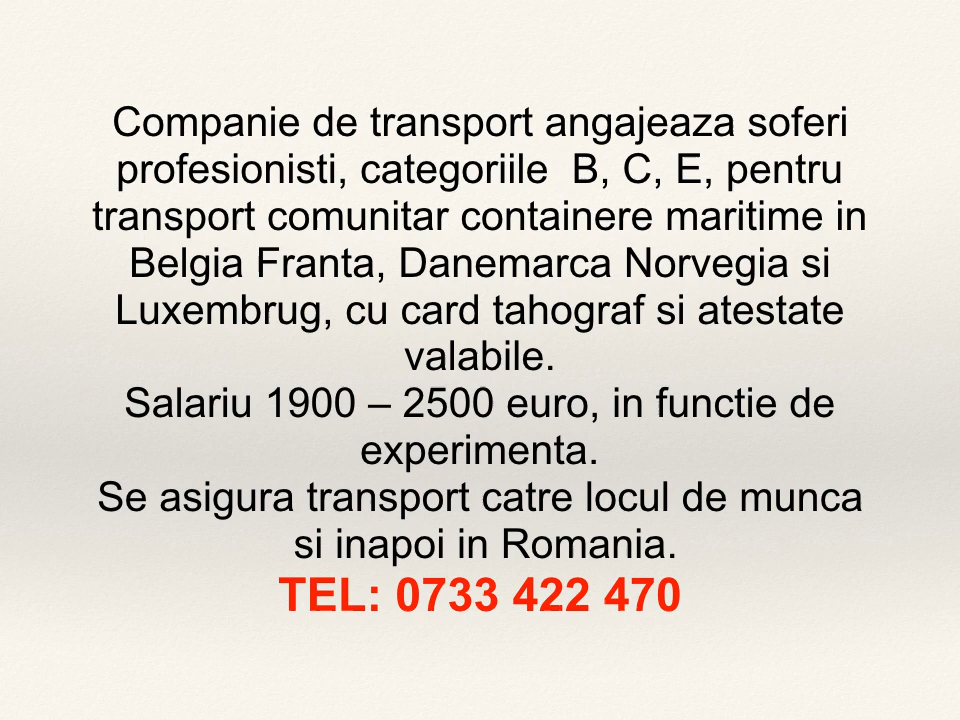 Companie de transport angajeaza soferi
profesionisti, categoriile  B, C, E, pentru
transport comunitar containere maritime in
Belgia Franta, Danemarca Norvegia si
Luxembrug, cu card tahograf si atestate
valabile.
Salariu 1900 – 2500 euro, in functie de
experimenta.
Se asigura transport catre locul de munca
si inapoi in Romania.
TEL: 0733 422 470